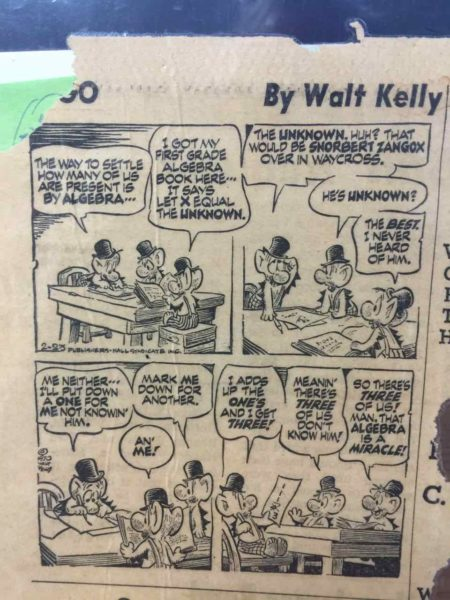 GO
By Walt Kelly
THE WAY TO SETTLE
HOW MANY OF US
ARE PRESENT IS
BY ALGEBRA...
I GOT MY
FIRST GRADE
ALGEBRA
BOOK HERE...
IT SAYS
LET X EQUAL
THE UNKNOWN.
2-23 PUBLISHERS-HALL SYNDICATE INC.
THE UNKNOWN. HUH? THAT
WOULD BE SNORBERT ZANGOX
OVER IN WAYCROSS.
HE'S UNKNOWN?
THE BEST.
I NEVER
HEARD
OF HIM.
ME NEITHER...
I'LL PUT DOWN
A ONE FOR
ME NOT KNOWIN'
HIM.
MARK ME
DOWN FOR
ANOTHER.
AN'
ME!
I ADDS
UP THE
ONE'S
AND I GET
THREE!
MEANIN'
THERE'S
THREE
OF US
DON'T
KNOW HIM!
SO THERE'S
THREE
OF US!
MAN, THAT
ALGEBRA
IS A
MIRACLE!
H
C.